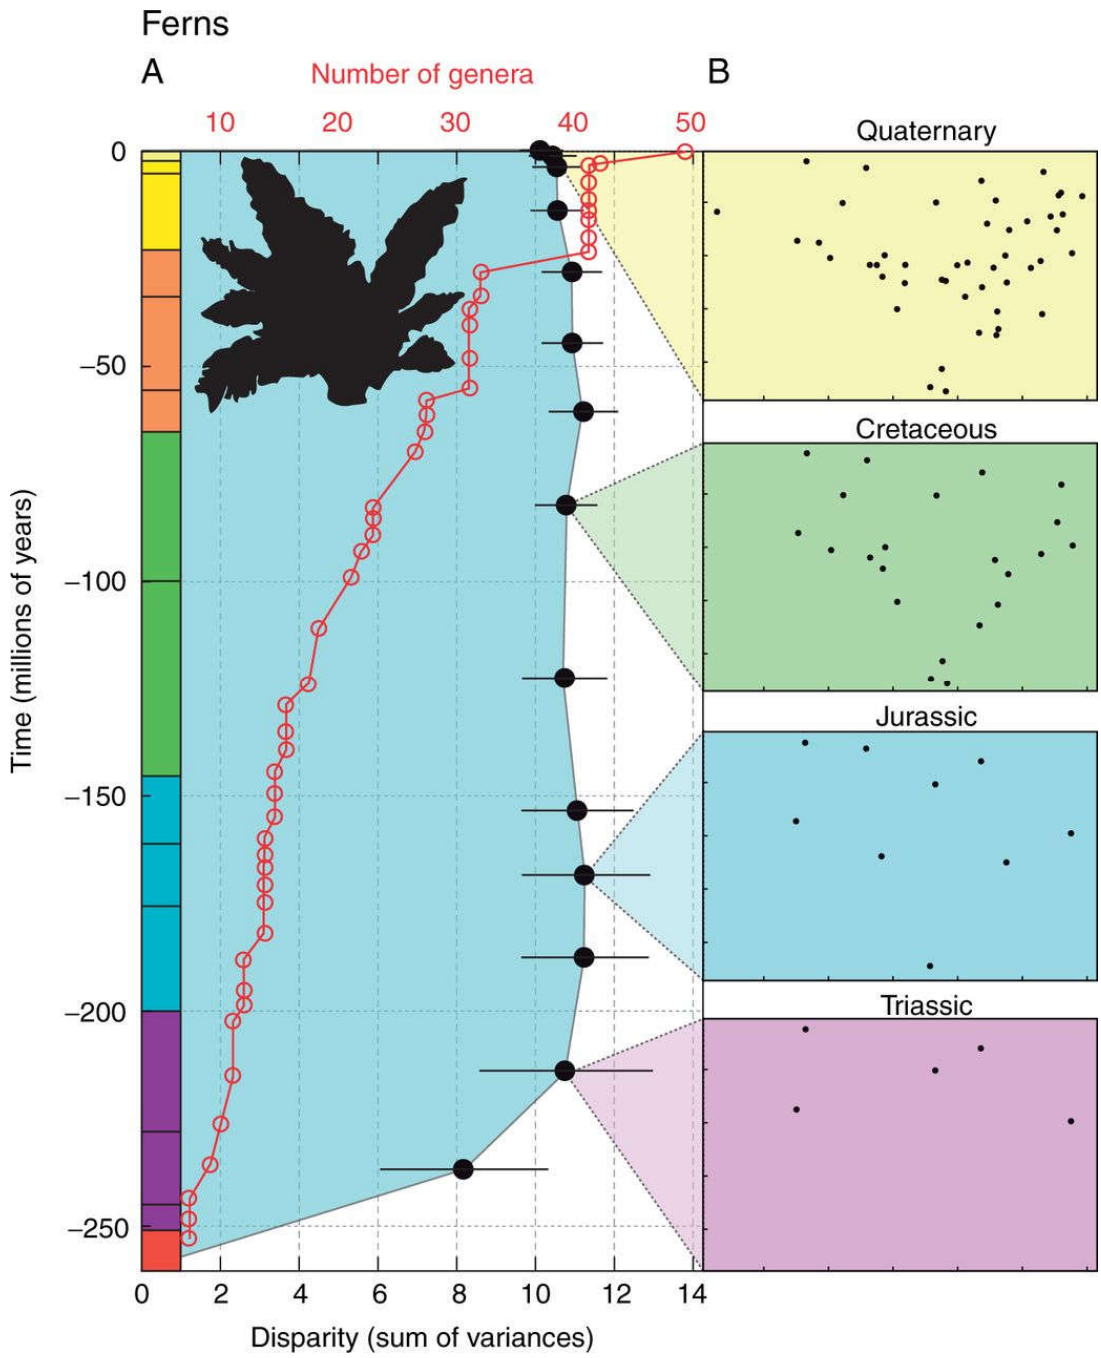 Ferns
A
B
Number of genera
10 20 30 40 50
Quaternary
Cretaceous
Jurassic
Triassic
Time (millions of years)
0
−50
−100
−150
−200
−250
0 2 4 6 8 10 12 14
Disparity (sum of variances)